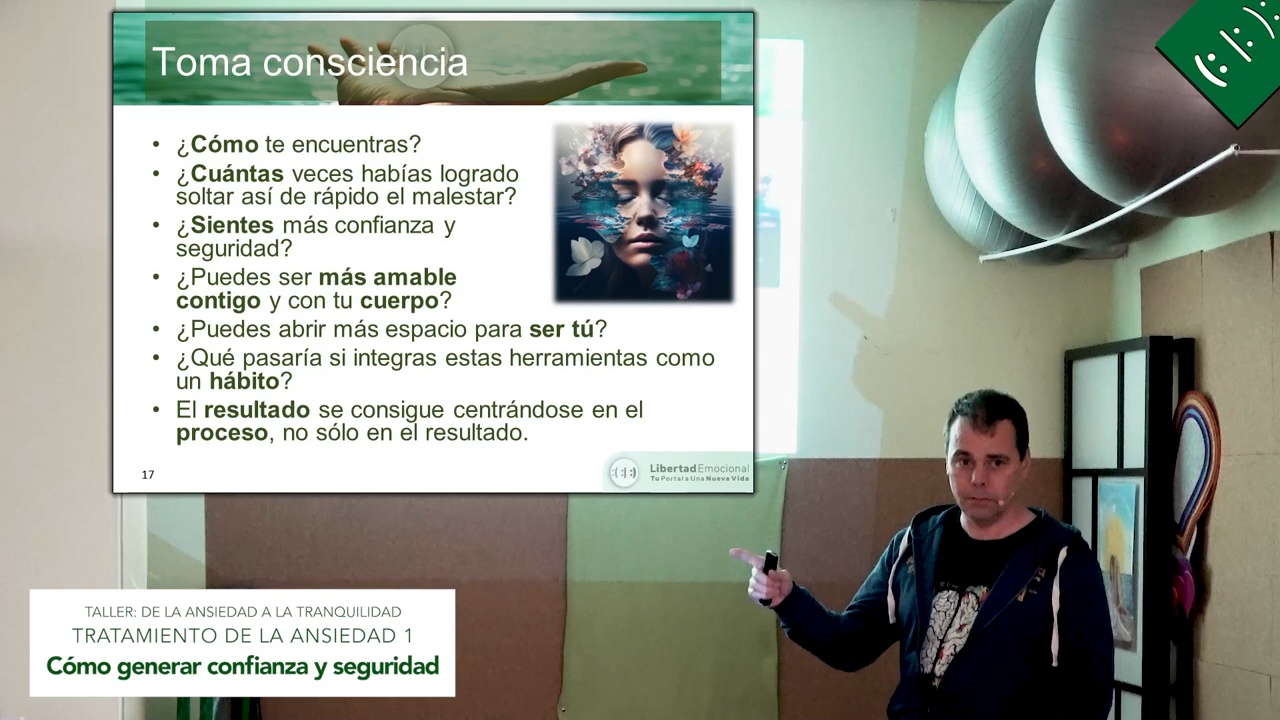 Toma consciencia
• ¿Cómo te encuentras?
• ¿Cuántas veces habías logrado
soltar así de rápido el malestar?
• ¿Sientes más confianza y
seguridad?
• ¿Puedes ser más amable
contigo y con tu cuerpo?
• ¿Puedes abrir más espacio para ser tú?
• ¿Qué pasaría si integras estas herramientas como
un hábito?
• El resultado se consigue centrándose en el
proceso, no sólo en el resultado.
17
LibertadEmocional
Tu Portal a Una Nueva Vida
TALLER: DE LA ANSIEDAD A LA TRANQUILIDAD
TRATAMIENTO DE LA ANSIEDAD 1
Cómo generar confianza y seguridad